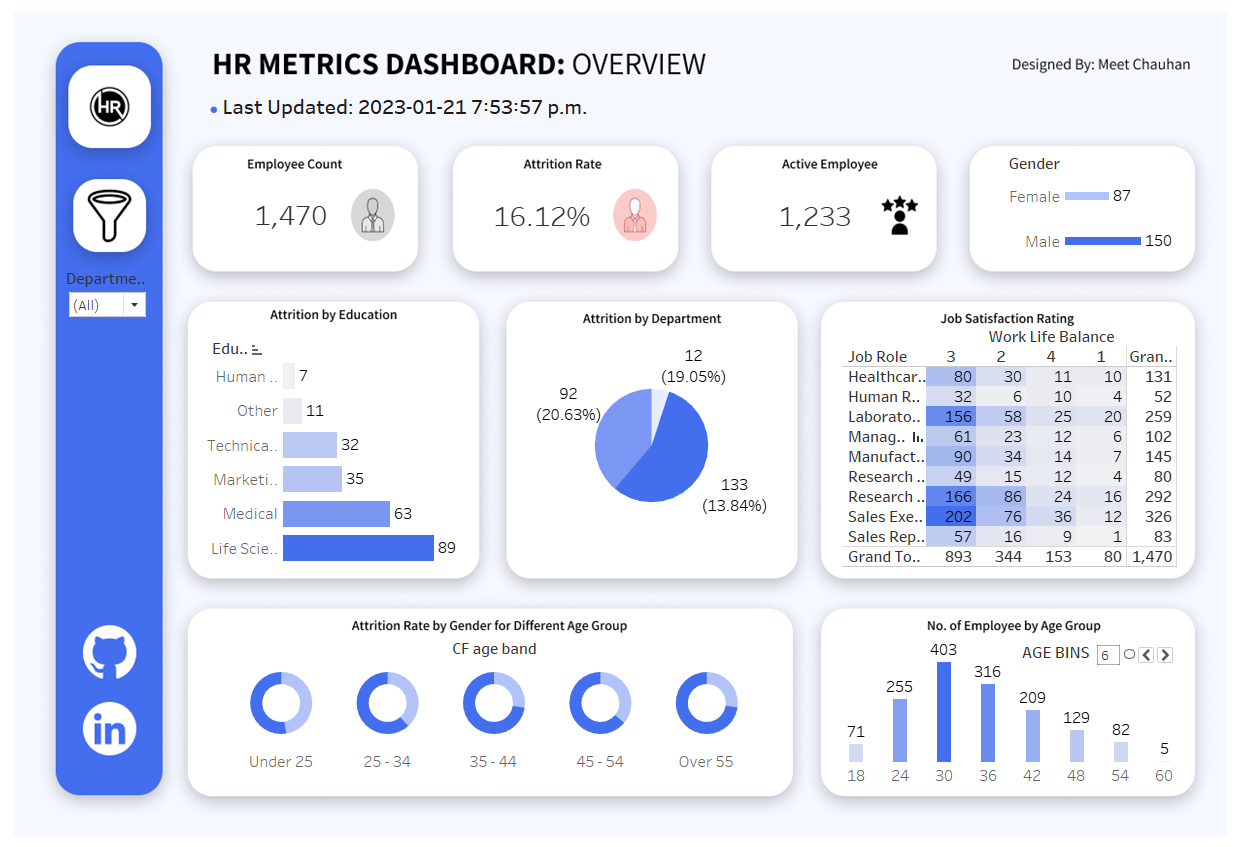 HR METRICS DASHBOARD: OVERVIEW
Designed By: Meet Chauhan
• Last Updated: 2023-01-21 7:53:57 p.m.
HR
Departme..
(All)
Employee Count
1,470
Attrition Rate
16.12%
Active Employee
1,233
Gender
Female 87
Male 150
Attrition by Education
Edu..
Human .. 7
Other 11
Technica.. 32
Marketi.. 35
Medical 63
Life Scie.. 89
Attrition by Department
12
(19.05%)
92
(20.63%)
133
(13.84%)
Job Satisfaction Rating
Work Life Balance
Job Role 3 2 4 1 Gran..
Healthcar.. 80 30 11 10 131
Human R.. 32 6 10 4 52
Laborato.. 156 58 25 20 259
Manag.. 61 23 12 6 102
Manufact.. 90 34 14 7 145
Research .. 49 15 12 4 80
Research .. 166 86 24 16 292
Sales Exe.. 202 76 36 12 326
Sales Rep.. 57 16 9 1 83
Grand To.. 893 344 153 80 1,470
in
Attrition Rate by Gender for Different Age Group
CF age band
Under 25 25 - 34 35 - 44 45 - 54 Over 55
No. of Employee by Age Group
AGE BINS 6
71 255 403 316 209 129 82 5
18 24 30 36 42 48 54 60